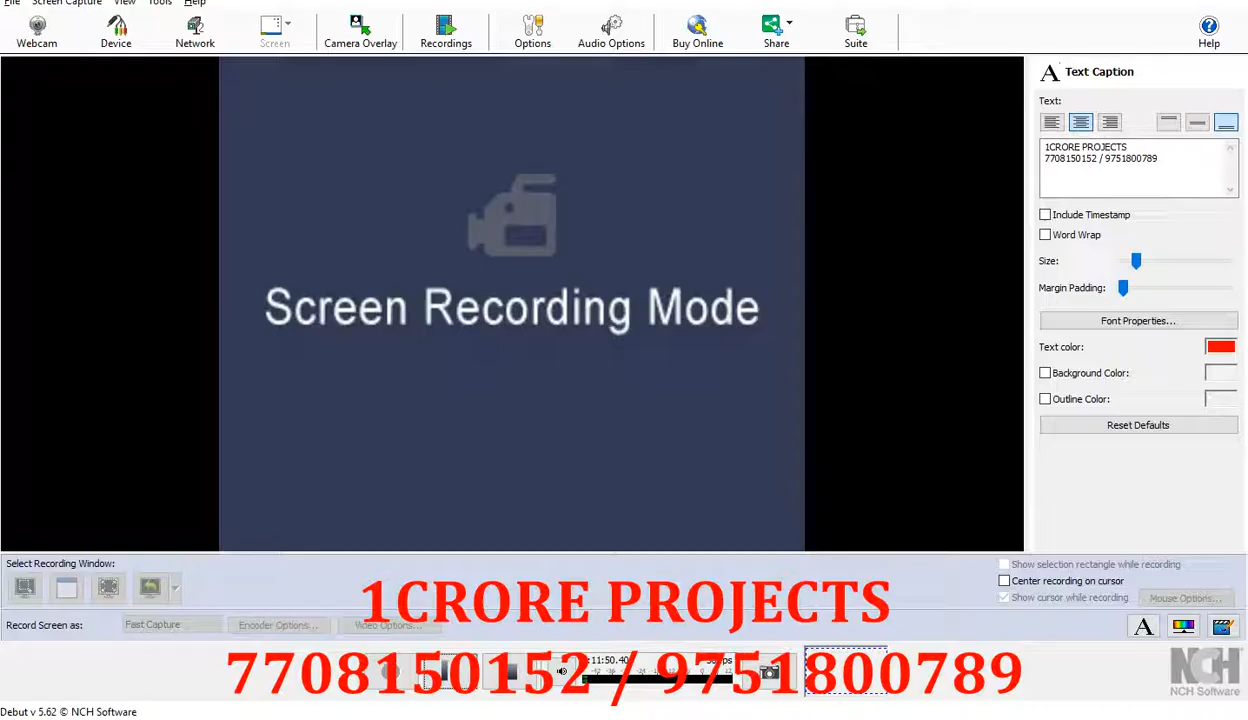 File Screen Capture View Tools Help
Webcam Device Network Screen Camera Overlay Recordings Options Audio Options Buy Online Share Suite Help
Screen Recording Mode
A Text Caption
Text:
1CRORE PROJECTS
7708150152 / 9751800789
Include Timestamp
Word Wrap
Size:
Margin Padding:
Font Properties...
Text color:
Background Color:
Outline Color:
Reset Defaults
Select Recording Window:
Show selection rectangle while recording
Center recording on cursor
Show cursor while recording Mouse Options...
Record Screen as: Fast Capture Encoder Options... Video Options...
A
1CRORE PROJECTS
7708150152 / 9751800789
:11:50.40
NCH
NCH Software
Debut v 5.62 © NCH Software